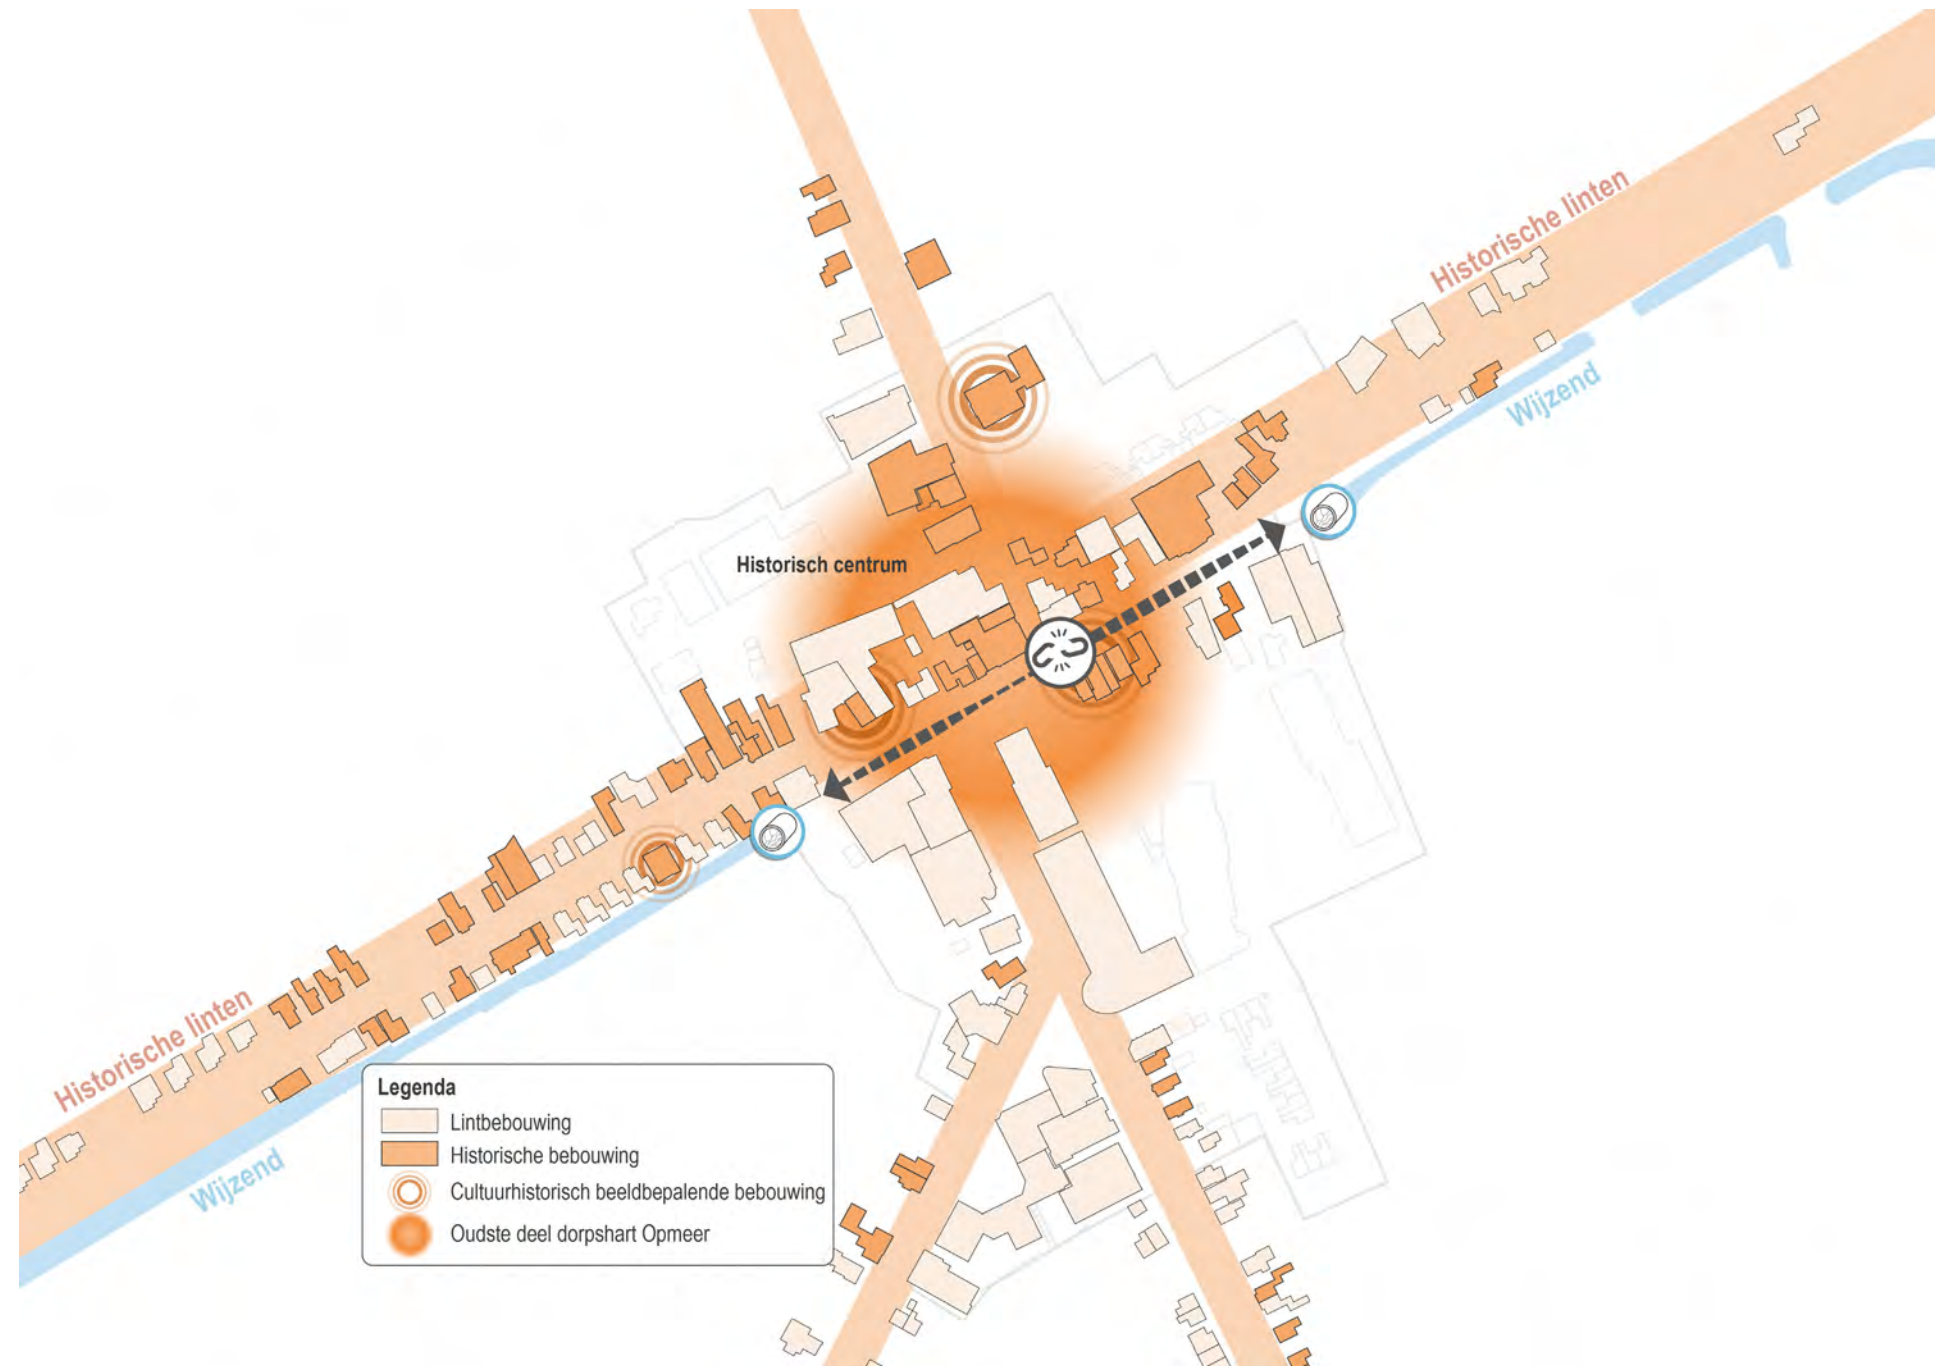 Historische linten
Wijzend
Historisch centrum
Historische linten
Wijzend
Legenda
Lintbebouwing
Historische bebouwing
Cultuurhistorisch beeldbepalende bebouwing
Oudste deel dorpshart Opmeer